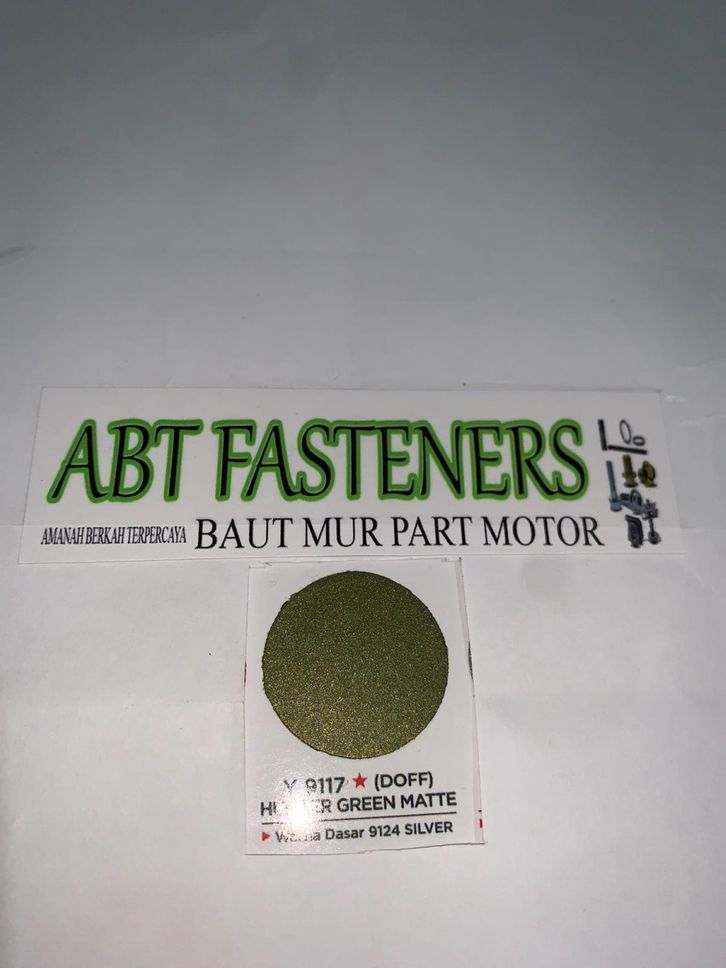 ABT FASTENERS
AMANAH BERKAH TERPERCAYA BAUT MUR PART MOTOR
9117 ★ (DOFF)
GREEN MATTE
Dasar 9124 SILVER